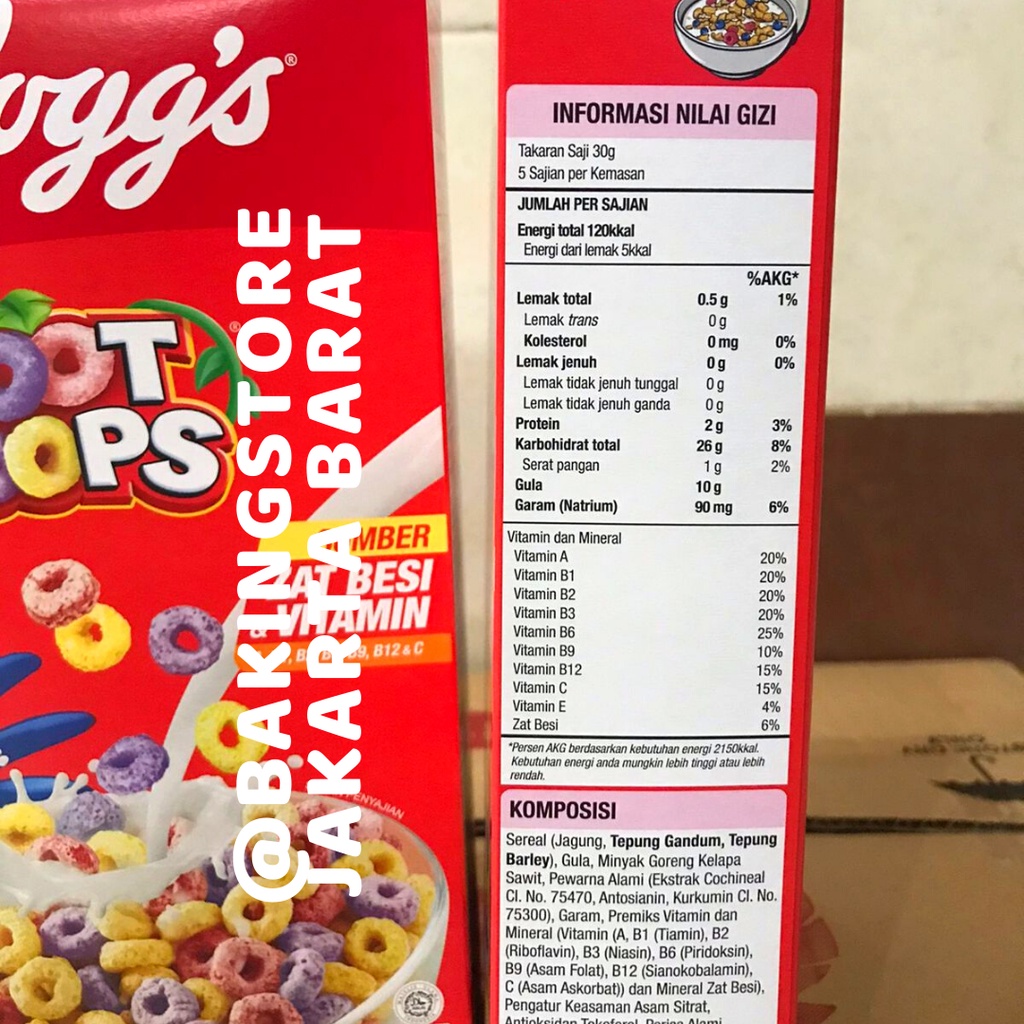 ogg's®
OT
OPS
®
@BAKINGSTORE
JAKARTA BARAT
SUMBER
ZAT BESI
& VITAMIN
B9, B12 & C
PENYAJIAN
INFORMASI NILAI GIZI
Takaran Saji 30g
5 Sajian per Kemasan
JUMLAH PER SAJIAN
Energi total 120kkal
Energi dari lemak 5kkal
%AKG*
Lemak total 0.5 g 1%
Lemak trans 0 g
Kolesterol 0 mg 0%
Lemak jenuh 0 g 0%
Lemak tidak jenuh tunggal 0 g
Lemak tidak jenuh ganda 0 g
Protein 2 g 3%
Karbohidrat total 26 g 8%
Serat pangan 1 g 2%
Gula 10 g
Garam (Natrium) 90 mg 6%
Vitamin dan Mineral
Vitamin A 20%
Vitamin B1 20%
Vitamin B2 20%
Vitamin B3 20%
Vitamin B6 25%
Vitamin B9 10%
Vitamin B12 15%
Vitamin C 15%
Vitamin E 4%
Zat Besi 6%
*Persen AKG berdasarkan kebutuhan energi 2150kkal.
Kebutuhan energi anda mungkin lebih tinggi atau lebih
rendah.
KOMPOSISI
Sereal (Jagung, Tepung Gandum, Tepung
Barley), Gula, Minyak Goreng Kelapa
Sawit, Pewarna Alami (Ekstrak Cochineal
CI. No. 75470, Antosianin, Kurkumin CI. No.
75300), Garam, Premiks Vitamin dan
Mineral (Vitamin (A, B1 (Tiamin), B2
(Riboflavin), B3 (Niasin), B6 (Piridoksin),
B9 (Asam Folat), B12 (Sianokobalamin),
C (Asam Askorbat)) dan Mineral Zat Besi),
Pengatur Keasaman Asam Sitrat,
Antioksidan Tokoferol, Perisa Alami